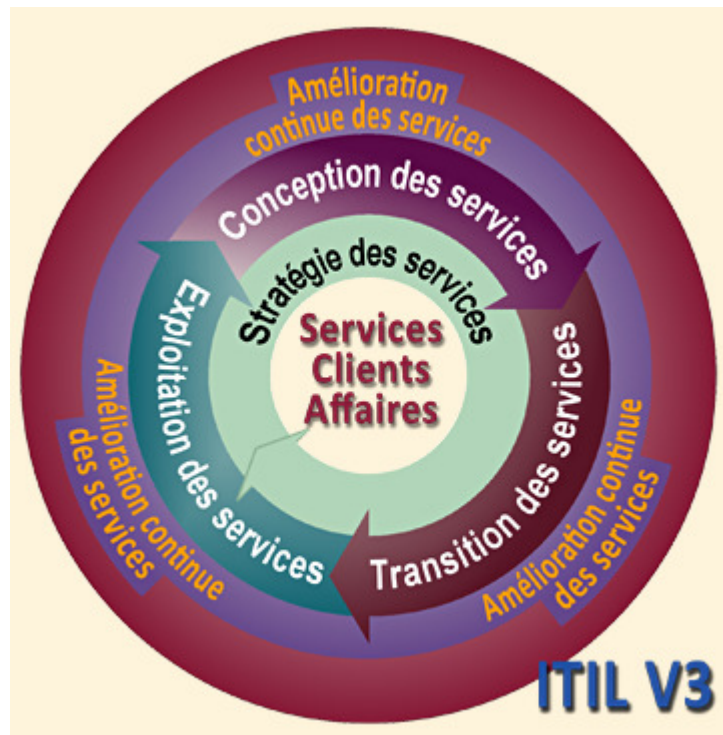 Amélioration
continue des services
Conception des services
Stratégie des services
Services
Clients
Affaires
Exploitation des services
Transition des services
Amélioration continue
des services
Amélioration continue
des services
ITIL V3